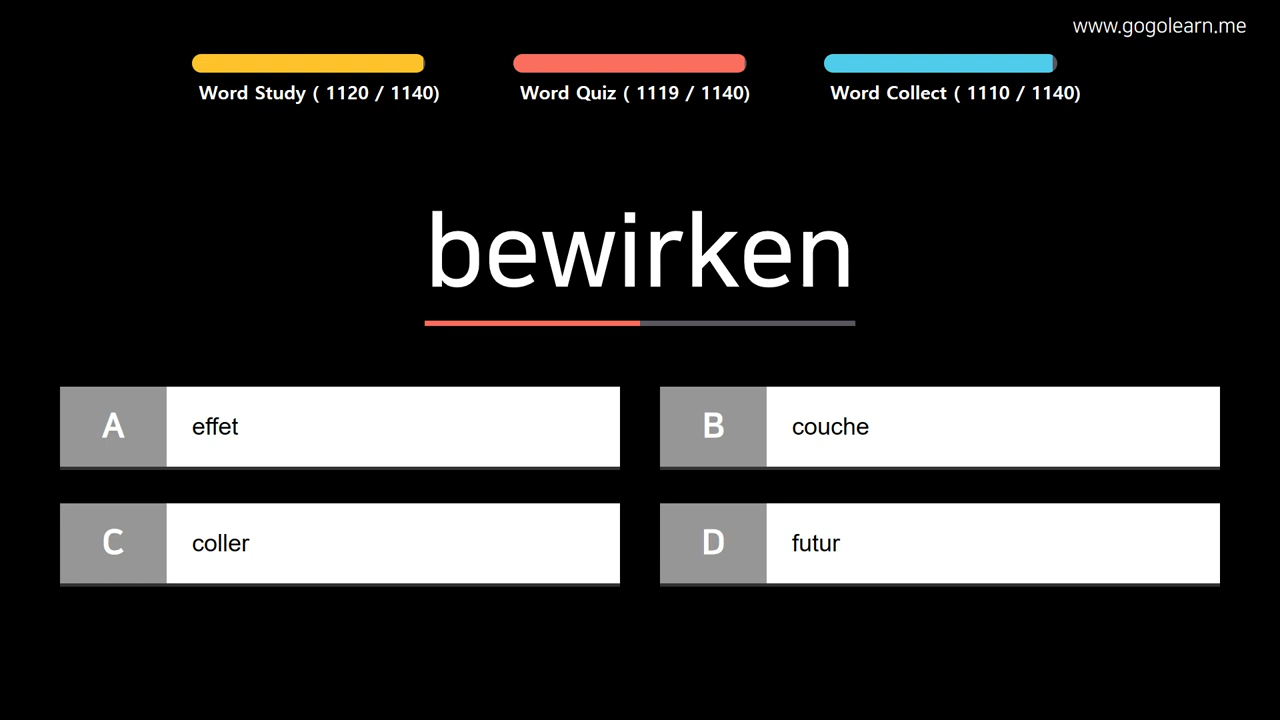 www.gogolearn.me
Word Study ( 1120 / 1140)
Word Quiz ( 1119 / 1140)
Word Collect ( 1110 / 1140)
bewirken
A effet
B couche
C coller
D futur